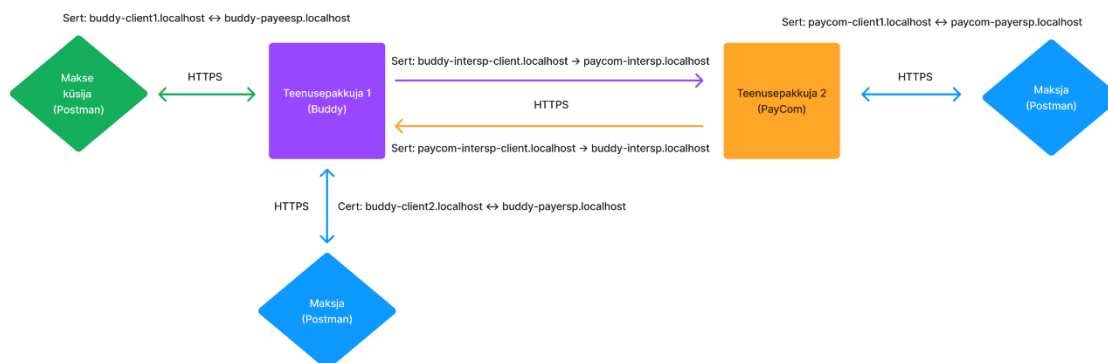 Sert: buddy-client1.localhost ↔ buddy-payeesp.localhost
Sert: paycom-client1.localhost ↔ paycom-payersp.localhost
Makse
küsija
(Postman)
HTTPS
Teenusepakkuja 1
(Buddy)
Sert: buddy-intersp-client.localhost → paycom-intersp.localhost
HTTPS
Sert: paycom-intersp-client.localhost → buddy-intersp.localhost
Teenusepakkuja 2
(PayCom)
HTTPS
Maksja
(Postman)
HTTPS
Cert: buddy-client2.localhost ↔ buddy-payersp.localhost
Maksja
(Postman)